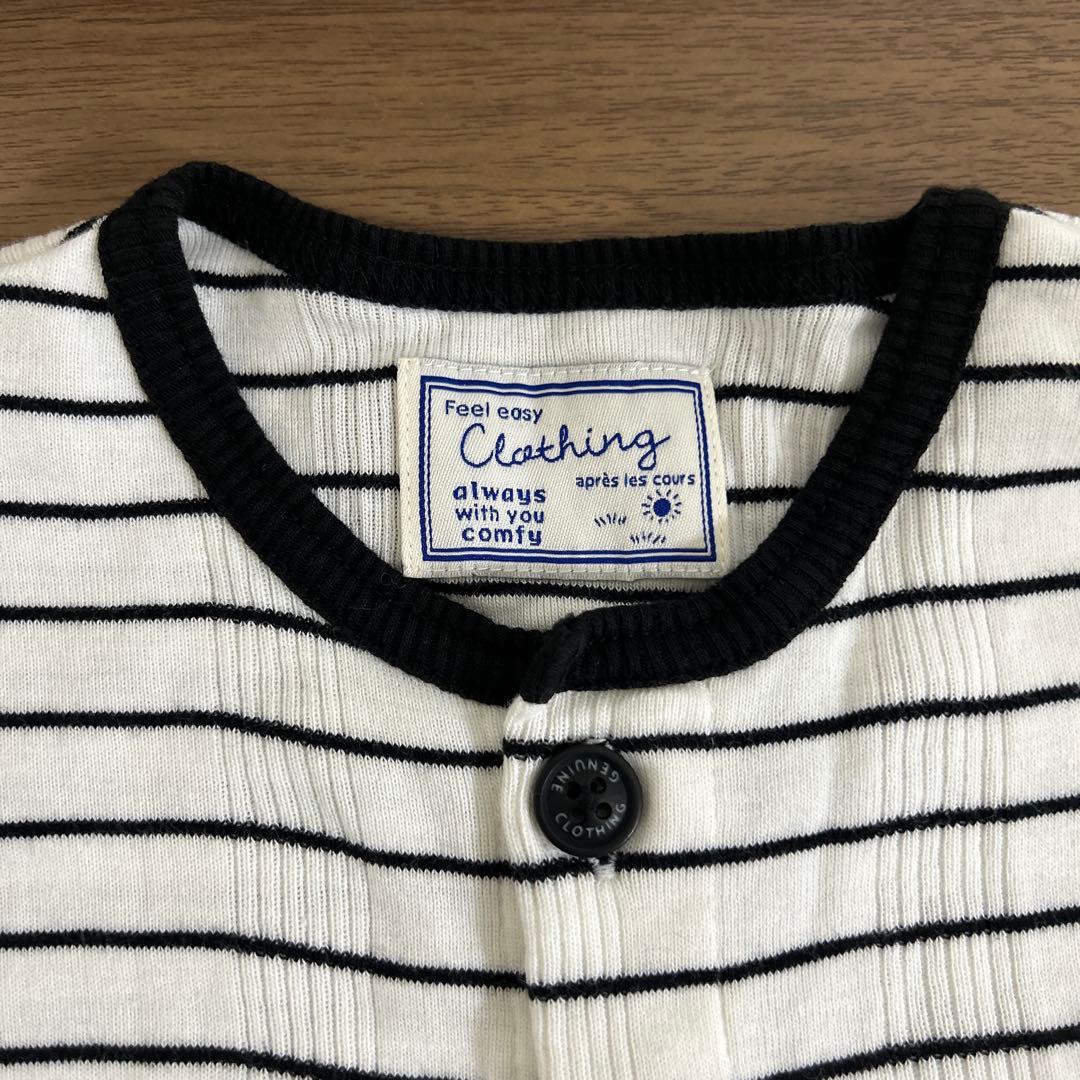 Feel easy
Clothing
après les cours
always
with you
comfy
GENUINE
CLOTHING